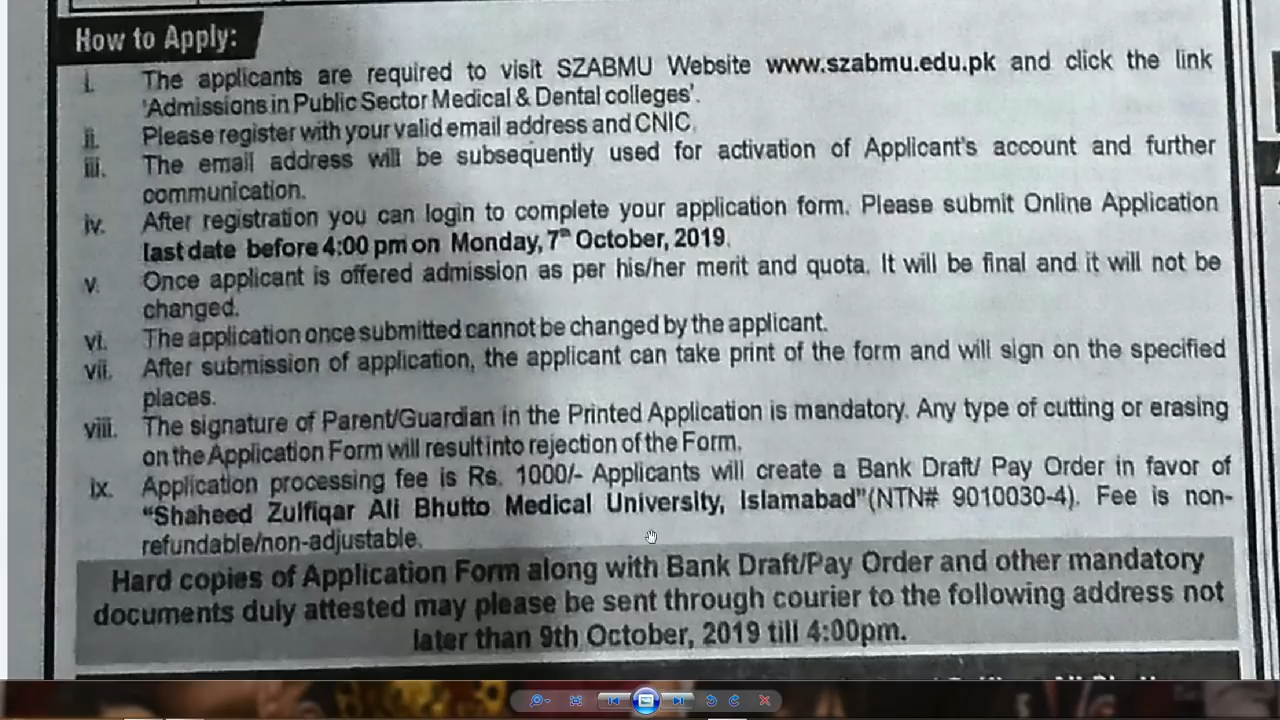 How to Apply:
i. The applicants are required to visit SZABMU Website www.szabmu.edu.pk and click the link
'Admissions in Public Sector Medical & Dental colleges'.
ii. Please register with your valid email address and CNIC.
iii. The email address will be subsequently used for activation of Applicant's account and further
communication.
iv. After registration you can login to complete your application form. Please submit Online Application
last date before 4:00 pm on Monday, 7th October, 2019.
v. Once applicant is offered admission as per his/her merit and quota. It will be final and it will not be
changed.
vi. The application once submitted cannot be changed by the applicant.
vii. After submission of application, the applicant can take print of the form and will sign on the specified
places.
viii. The signature of Parent/Guardian in the Printed Application is mandatory. Any type of cutting or erasing
on the Application Form will result into rejection of the Form.
ix. Application processing fee is Rs. 1000/- Applicants will create a Bank Draft/ Pay Order in favor of
"Shaheed Zulfiqar Ali Bhutto Medical University, Islamabad"(NTN# 9010030-4). Fee is non-
refundable/non-adjustable.
Hard copies of Application Form along with Bank Draft/Pay Order and other mandatory
documents duly attested may please be sent through courier to the following address not
later than 9th October, 2019 till 4:00pm.